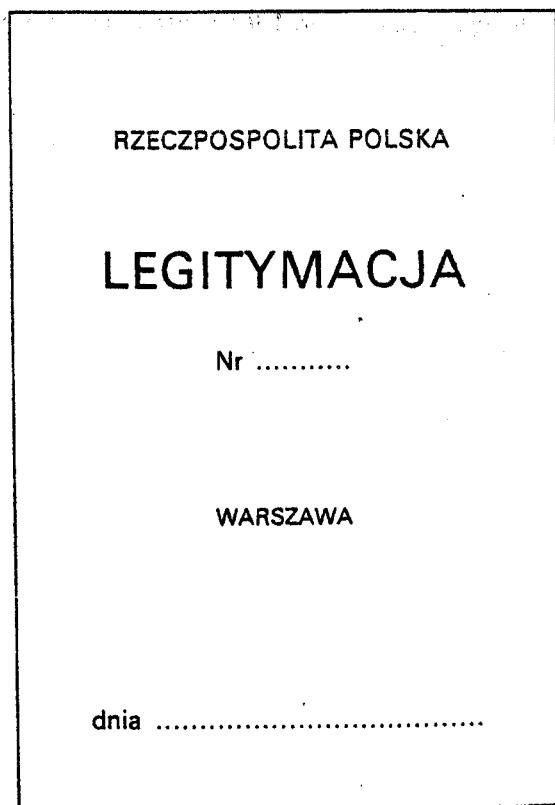 RZECZPOSPOLITA POLSKA
LEGITYMACJA
Nr ...........
WARSZAWA
dnia ....................................